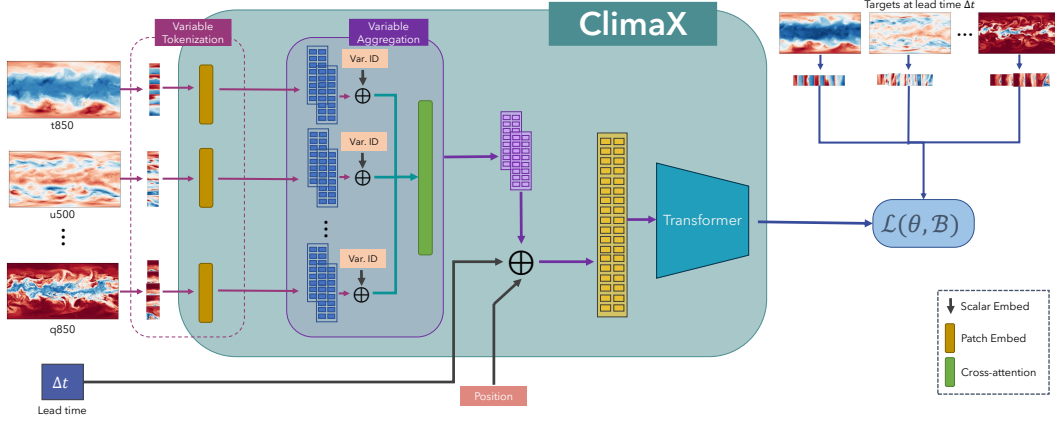 ClimaX
Targets at lead time Δt
...
Variable
Tokenization
Variable
Aggregation
Var. ID
t850
Var. ID
u500
...
...
Var. ID
q850
Transformer
ℒ(θ, ℬ)
Δt
Lead time
Position
Scalar Embed
Patch Embed
Cross-attention